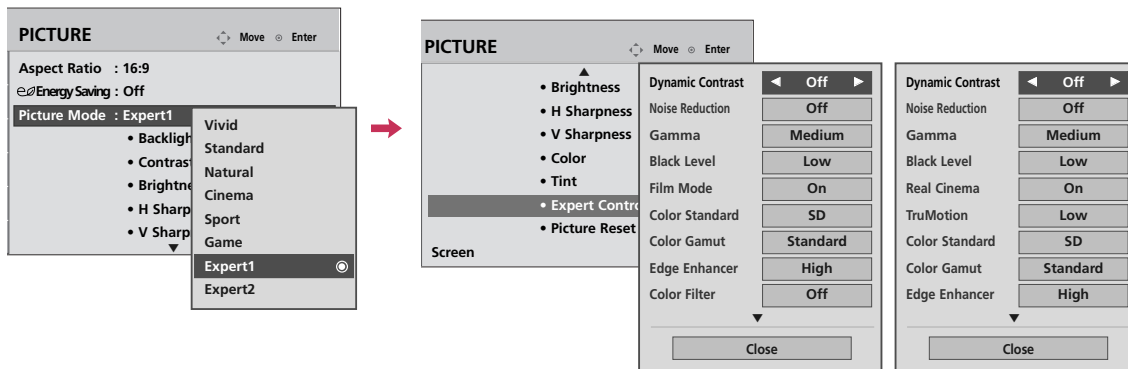 PICTURE
Move Enter
Aspect Ratio : 16:9
Energy Saving : Off
Picture Mode : Expert1
• Backligh
• Contras
• Brightne
• H Sharp
• V Sharp
Vivid
Standard
Natural
Cinema
Sport
Game
Expert1
Expert2
PICTURE
Move Enter
• Brightness
• H Sharpness
• V Sharpness
• Color
• Tint
• Expert Contro
• Picture Reset
Screen
Dynamic Contrast Off
Noise Reduction Off
Gamma Medium
Black Level Low
Film Mode On
Color Standard SD
Color Gamut Standard
Edge Enhancer High
Color Filter Off
Close
Dynamic Contrast Off
Noise Reduction Off
Gamma Medium
Black Level Low
Real Cinema On
TruMotion Low
Color Standard SD
Color Gamut Standard
Edge Enhancer High
Close